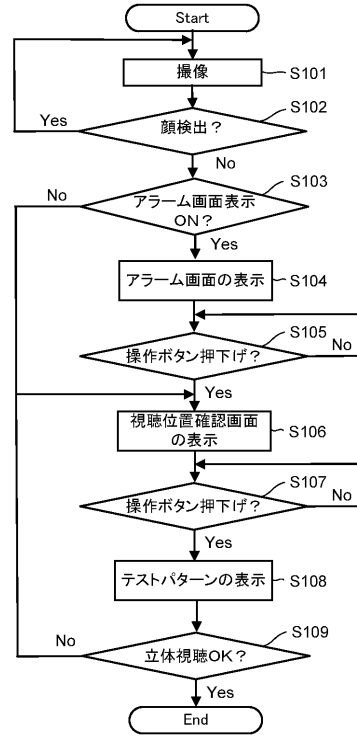 Start
撮像
S101
S102
Yes
顔検出？
No
S103
No
アラーム画面表示
ON？
Yes
アラーム画面の表示
S104
S105
操作ボタン押下げ？
No
Yes
視聴位置確認画面
の表示
S106
S107
操作ボタン押下げ？
No
Yes
テストパターンの表示
S108
S109
No
立体視聴OK？
Yes
End